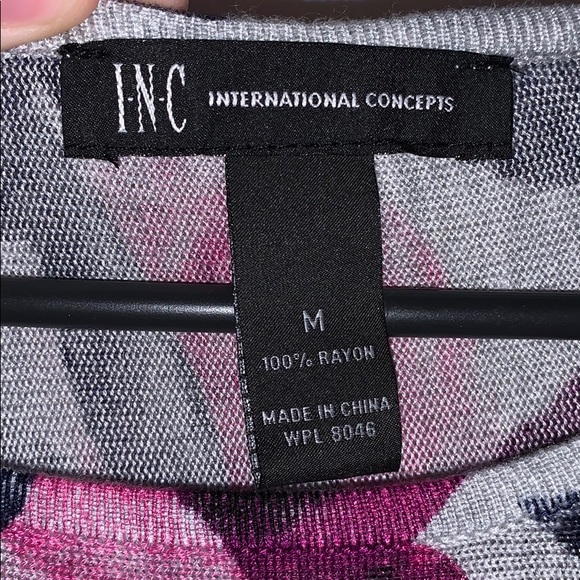 I·N·C INTERNATIONAL CONCEPTS
M
100% RAYON
MADE IN CHINA
WPL 8046